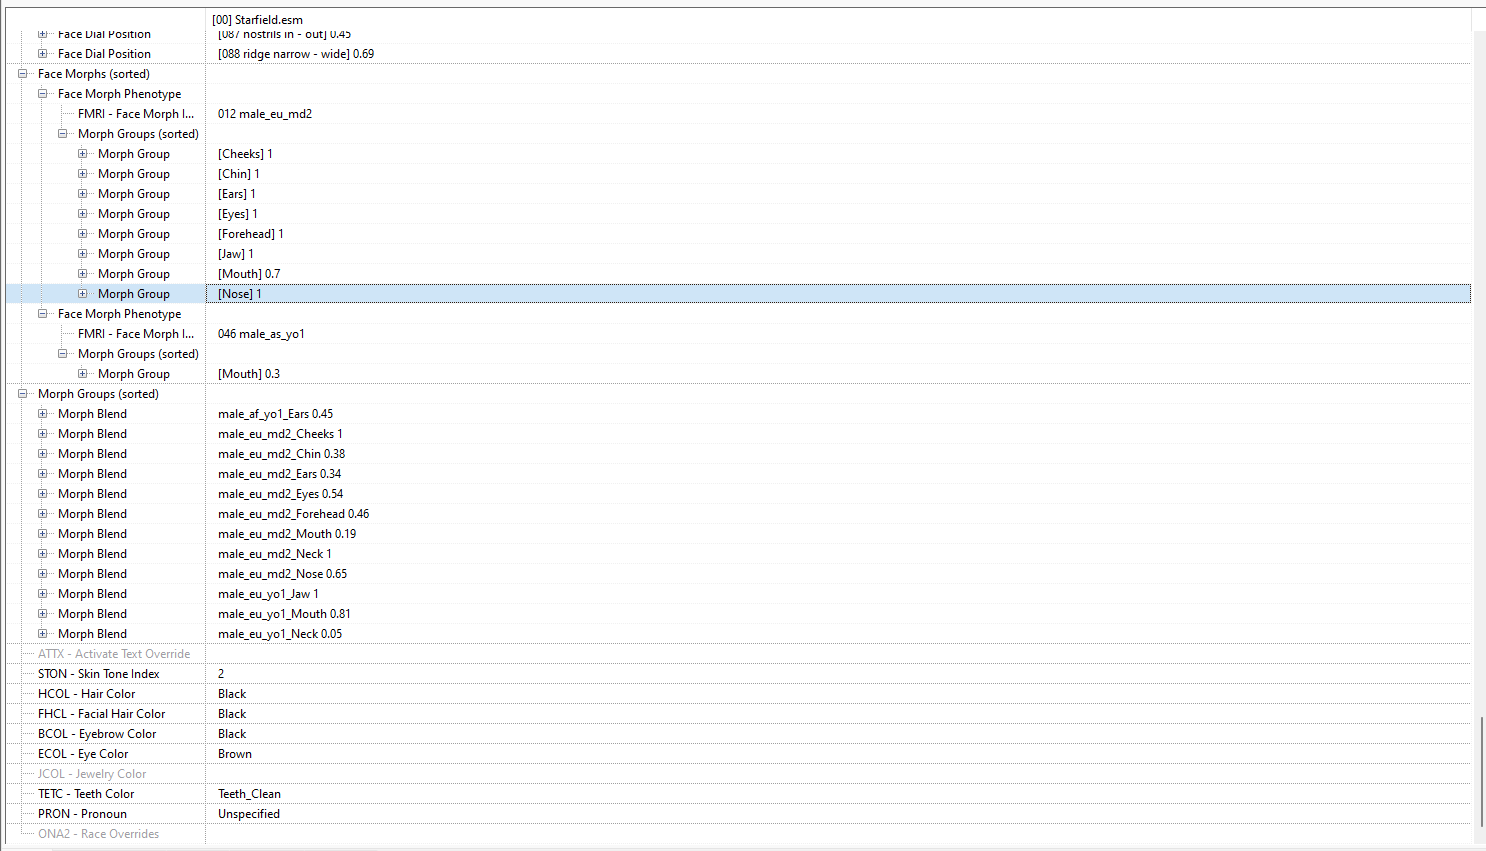 [00] Starfield.esm
Face Dial Position [087 nostrils in - out] 0.45
Face Dial Position [088 ridge narrow - wide] 0.69
Face Morphs (sorted)
Face Morph Phenotype
FMRI - Face Morph I... 012 male_eu_md2
Morph Groups (sorted)
Morph Group [Cheeks] 1
Morph Group [Chin] 1
Morph Group [Ears] 1
Morph Group [Eyes] 1
Morph Group [Forehead] 1
Morph Group [Jaw] 1
Morph Group [Mouth] 0.7
Morph Group [Nose] 1
Face Morph Phenotype
FMRI - Face Morph I... 046 male_as_yo1
Morph Groups (sorted)
Morph Group [Mouth] 0.3
Morph Groups (sorted)
Morph Blend male_af_yo1_Ears 0.45
Morph Blend male_eu_md2_Cheeks 1
Morph Blend male_eu_md2_Chin 0.38
Morph Blend male_eu_md2_Ears 0.34
Morph Blend male_eu_md2_Eyes 0.54
Morph Blend male_eu_md2_Forehead 0.46
Morph Blend male_eu_md2_Mouth 0.19
Morph Blend male_eu_md2_Neck 1
Morph Blend male_eu_md2_Nose 0.65
Morph Blend male_eu_yo1_Jaw 1
Morph Blend male_eu_yo1_Mouth 0.81
Morph Blend male_eu_yo1_Neck 0.05
ATTX - Activate Text Override
STON - Skin Tone Index 2
HCOL - Hair Color Black
FHCL - Facial Hair Color Black
BCOL - Eyebrow Color Black
ECOL - Eye Color Brown
JCOL - Jewelry Color
TETC - Teeth Color Teeth_Clean
PRON - Pronoun Unspecified
ONA2 - Race Overrides